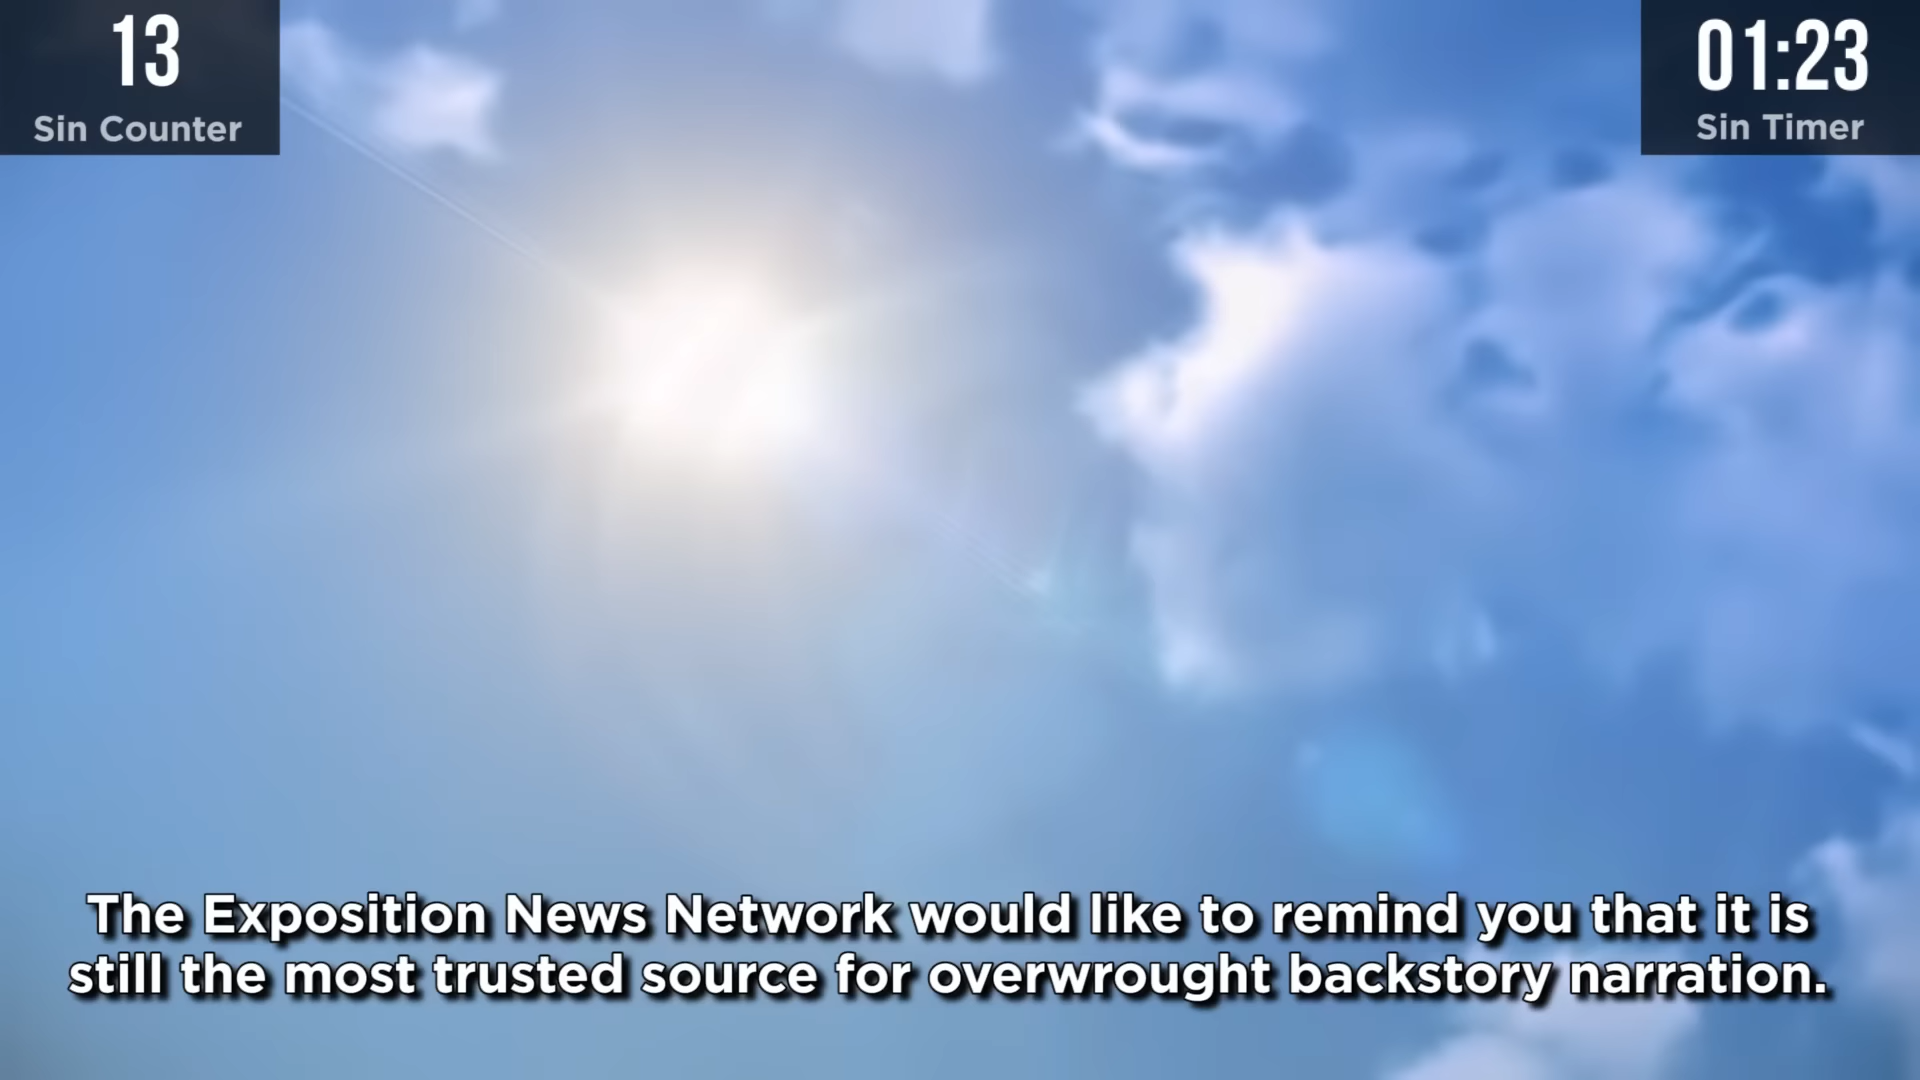 13
Sin Counter
01:23
Sin Timer
The Exposition News Network would like to remind you that it is
still the most trusted source for overwrought backstory narration.